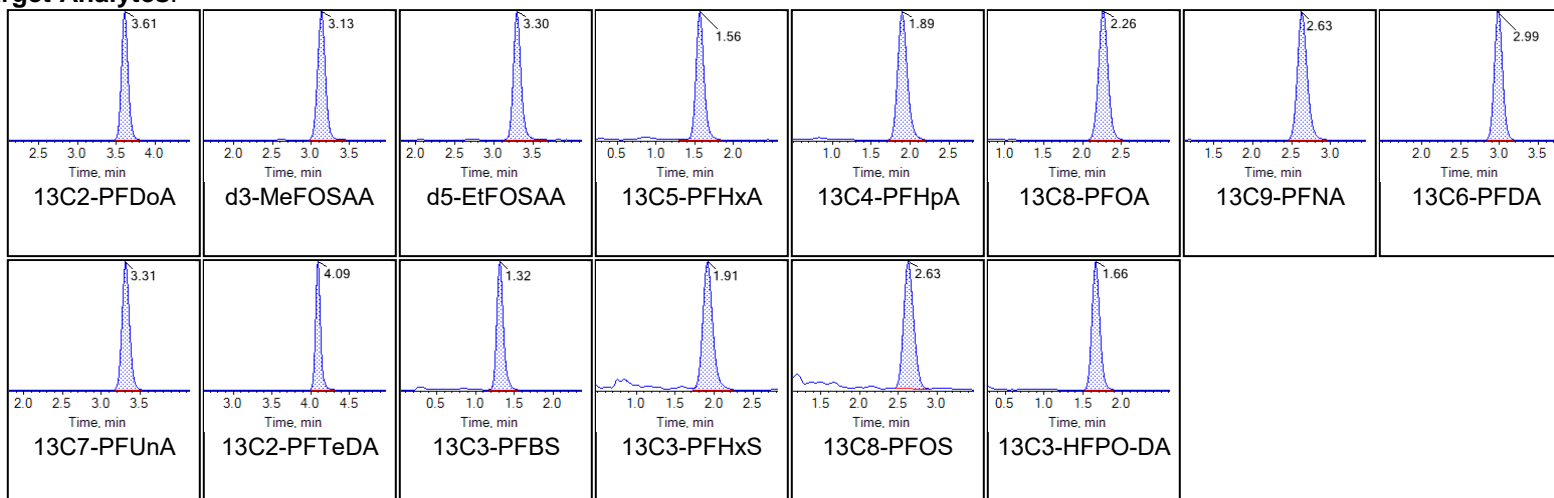 rget Analytes:
3.61
2.5 3.0 3.5 4.0
Time, min
13C2-PFDoA
3.13
2.0 2.5 3.0 3.5
Time, min
d3-MeFOSAA
3.30
2.0 2.5 3.0 3.5
Time, min
d5-EtFOSAA
1.56
0.5 1.0 1.5 2.0
Time, min
13C5-PFHxA
1.89
1.0 1.5 2.0 2.5
Time, min
13C4-PFHpA
2.26
1.0 1.5 2.0 2.5
Time, min
13C8-PFOA
2.63
1.5 2.0 2.5 3.0
Time, min
13C9-PFNA
2.99
2.0 2.5 3.0 3.5
Time, min
13C6-PFDA
3.31
2.0 2.5 3.0 3.5
Time, min
13C7-PFUnA
4.09
3.0 3.5 4.0 4.5
Time, min
13C2-PFTeDA
1.32
0.5 1.0 1.5 2.0
Time, min
13C3-PFBS
1.91
1.0 1.5 2.0 2.5
Time, min
13C3-PFHxS
2.63
1.5 2.0 2.5 3.0
Time, min
13C8-PFOS
1.66
0.5 1.0 1.5 2.0
Time, min
13C3-HFPO-DA